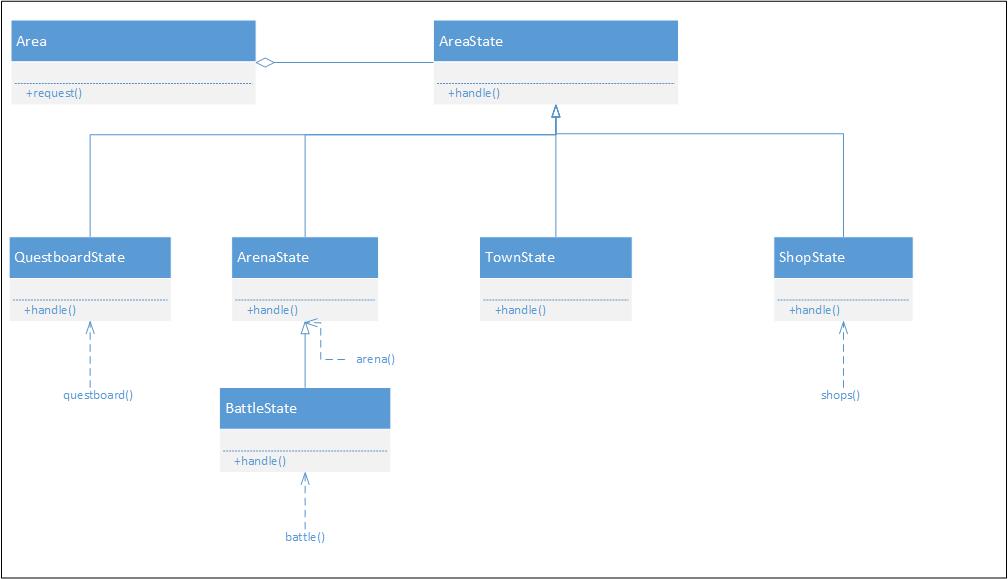 Area
+request()
AreaState
+handle()
QuestboardState
+handle()
ArenaState
+handle()
TownState
+handle()
ShopState
+handle()
arena()
questboard()
shops()
BattleState
+handle()
battle()